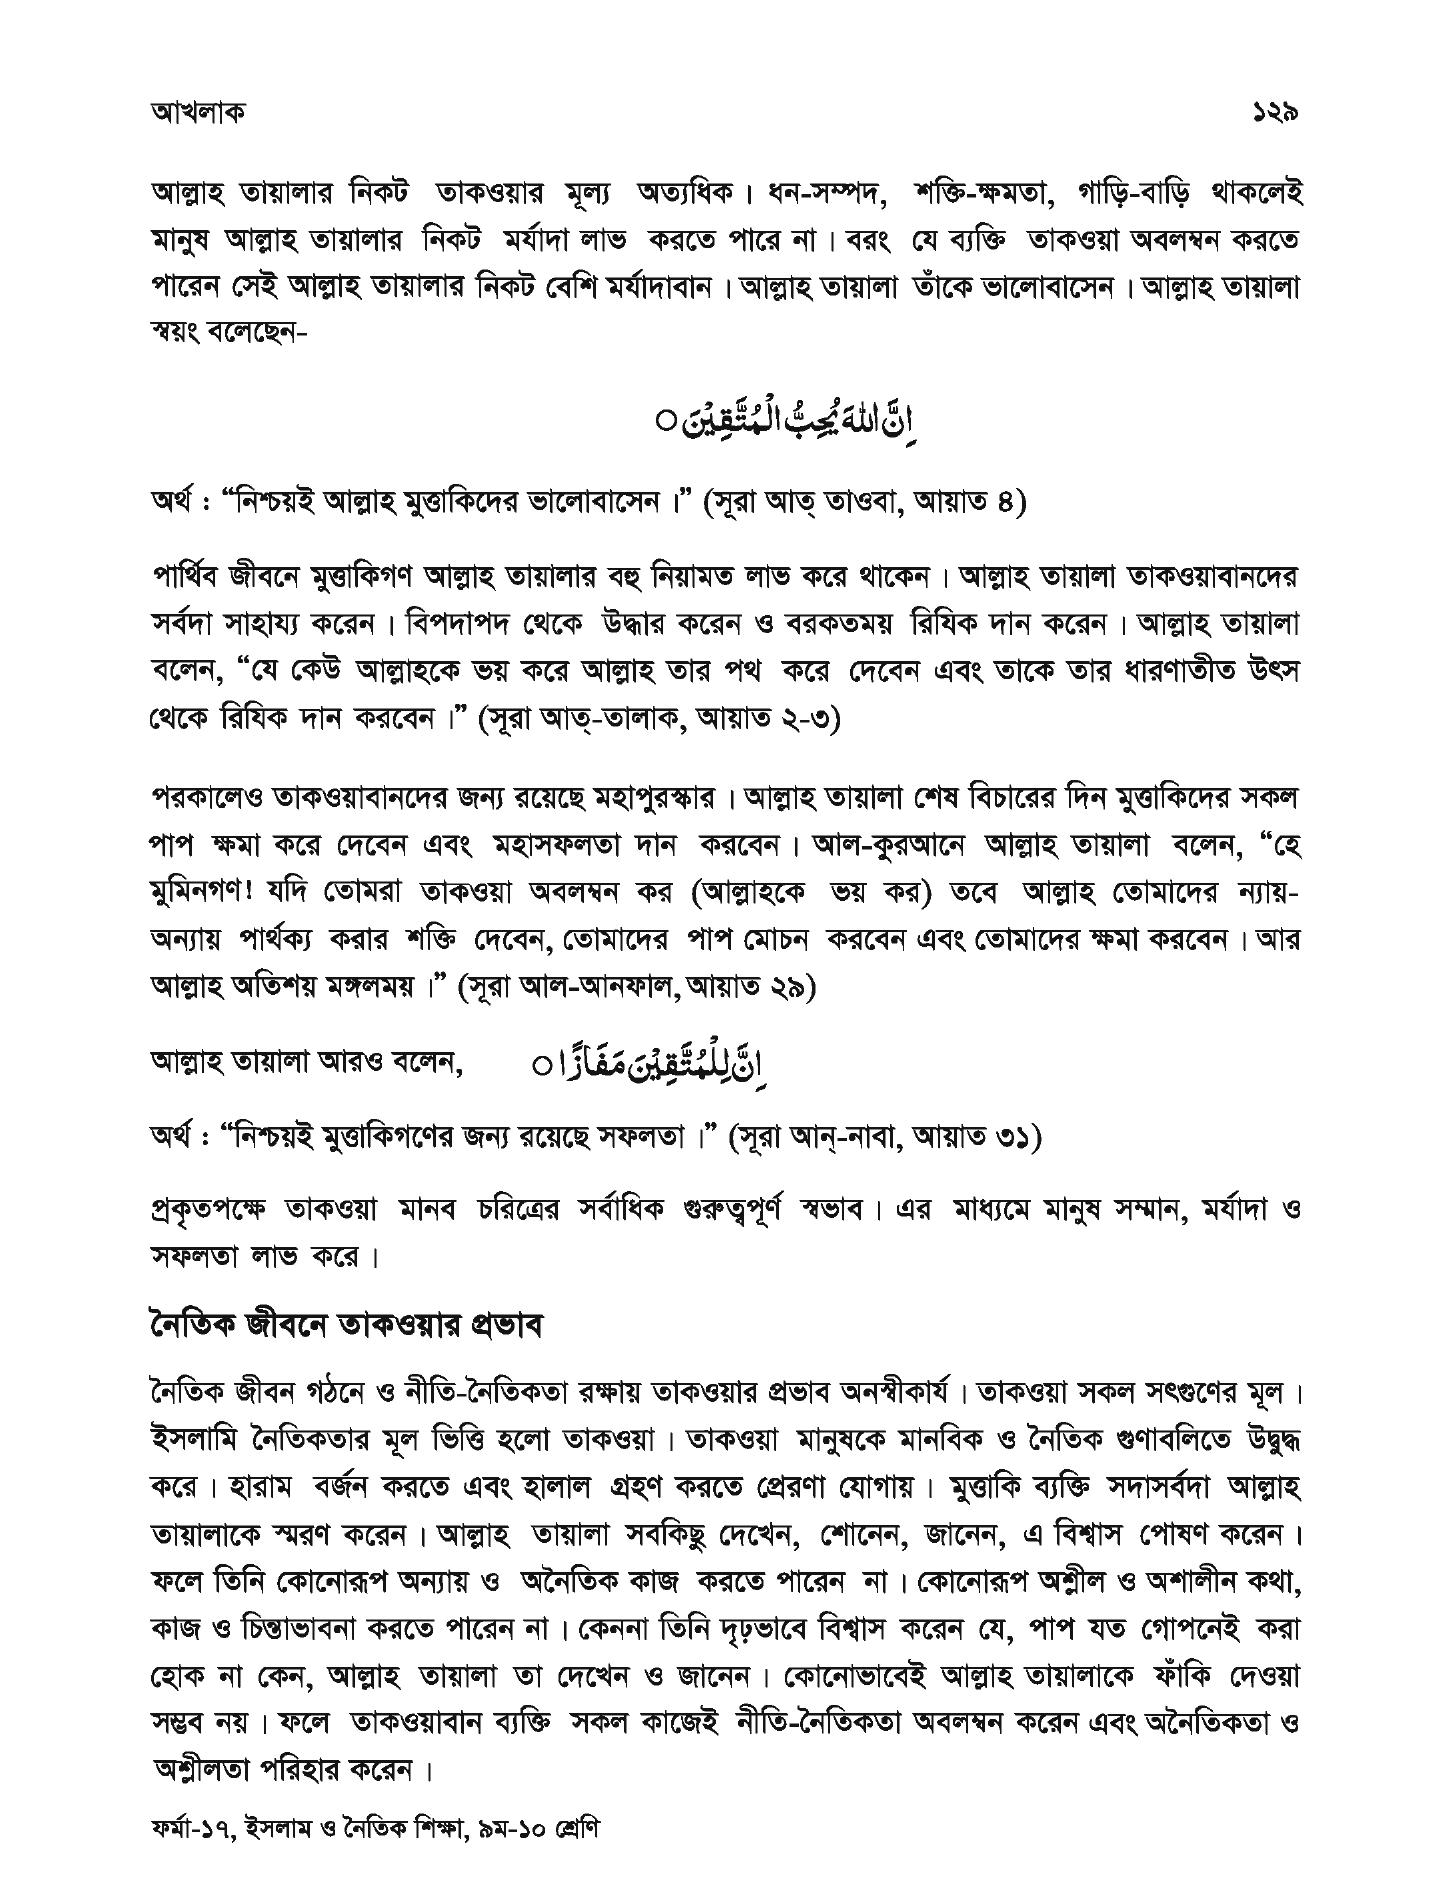 আখলাক ১২৯
আল্লাহ তায়ালার নিকট তাকওয়ার মূল্য অত্যধিক। ধন-সম্পদ, শক্তি-ক্ষমতা, গাড়ি-বাড়ি থাকলেই
মানুষ আল্লাহ তায়ালার নিকট মর্যাদা লাভ করতে পারে না। বরং যে ব্যক্তি তাকওয়া অবলম্বন করতে
পারেন সেই আল্লাহ তায়ালার নিকট বেশি মর্যাদাবান। আল্লাহ তায়ালা তাঁকে ভালোবাসেন। আল্লাহ তায়ালা
স্বয়ং বলেছেন-
اِنَّ اللّٰهَ يُحِبُّ الْمُتَّقِيْنَ ○
অর্থ : “নিশ্চয়ই আল্লাহ মুত্তাকিদের ভালোবাসেন।” (সূরা আত্ তাওবা, আয়াত ৪)
পার্থিব জীবনে মুত্তাকিগণ আল্লাহ তায়ালার বহু নিয়ামত লাভ করে থাকেন। আল্লাহ তায়ালা তাকওয়াবানদের
সর্বদা সাহায্য করেন। বিপদাপদ থেকে উদ্ধার করেন ও বরকতময় রিযিক দান করেন। আল্লাহ তায়ালা
বলেন, “যে কেউ আল্লাহকে ভয় করে আল্লাহ তার পথ করে দেবেন এবং তাকে তার ধারণাতীত উৎস
থেকে রিযিক দান করবেন।” (সূরা আত্-তালাক, আয়াত ২-৩)
পরকালেও তাকওয়াবানদের জন্য রয়েছে মহাপুরস্কার। আল্লাহ তায়ালা শেষ বিচারের দিন মুত্তাকিদের সকল
পাপ ক্ষমা করে দেবেন এবং মহাসফলতা দান করবেন। আল-কুরআনে আল্লাহ তায়ালা বলেন, “হে
মুমিনগণ! যদি তোমরা তাকওয়া অবলম্বন কর (আল্লাহকে ভয় কর) তবে আল্লাহ তোমাদের ন্যায়-
অন্যায় পার্থক্য করার শক্তি দেবেন, তোমাদের পাপ মোচন করবেন এবং তোমাদের ক্ষমা করবেন। আর
আল্লাহ অতিশয় মঙ্গলময়।” (সূরা আল-আনফাল, আয়াত ২৯)
আল্লাহ তায়ালা আরও বলেন, اِنَّ لِلْمُتَّقِيْنَ مَفَازًا ○
অর্থ : “নিশ্চয়ই মুত্তাকিগণের জন্য রয়েছে সফলতা।” (সূরা আন্-নাবা, আয়াত ৩১)
প্রকৃতপক্ষে তাকওয়া মানব চরিত্রের সর্বাধিক গুরুত্বপূর্ণ স্বভাব। এর মাধ্যমে মানুষ সম্মান, মর্যাদা ও
সফলতা লাভ করে।
নৈতিক জীবনে তাকওয়ার প্রভাব
নৈতিক জীবন গঠনে ও নীতি-নৈতিকতা রক্ষায় তাকওয়ার প্রভাব অনস্বীকার্য। তাকওয়া সকল সৎগুণের মূল।
ইসলামি নৈতিকতার মূল ভিত্তি হলো তাকওয়া। তাকওয়া মানুষকে মানবিক ও নৈতিক গুণাবলিতে উদ্বুদ্ধ
করে। হারাম বর্জন করতে এবং হালাল গ্রহণ করতে প্রেরণা যোগায়। মুত্তাকি ব্যক্তি সদাসর্বদা আল্লাহ
তায়ালাকে স্মরণ করেন। আল্লাহ তায়ালা সবকিছু দেখেন, শোনেন, জানেন, এ বিশ্বাস পোষণ করেন।
ফলে তিনি কোনোরূপ অন্যায় ও অনৈতিক কাজ করতে পারেন না। কোনোরূপ অশ্লীল ও অশালীন কথা,
কাজ ও চিন্তাভাবনা করতে পারেন না। কেননা তিনি দৃঢ়ভাবে বিশ্বাস করেন যে, পাপ যত গোপনেই করা
হোক না কেন, আল্লাহ তায়ালা তা দেখেন ও জানেন। কোনোভাবেই আল্লাহ তায়ালাকে ফাঁকি দেওয়া
সম্ভব নয়। ফলে তাকওয়াবান ব্যক্তি সকল কাজেই নীতি-নৈতিকতা অবলম্বন করেন এবং অনৈতিকতা ও
অশ্লীলতা পরিহার করেন।
ফর্মা-১৭, ইসলাম ও নৈতিক শিক্ষা, ৯ম-১০ শ্রেণি